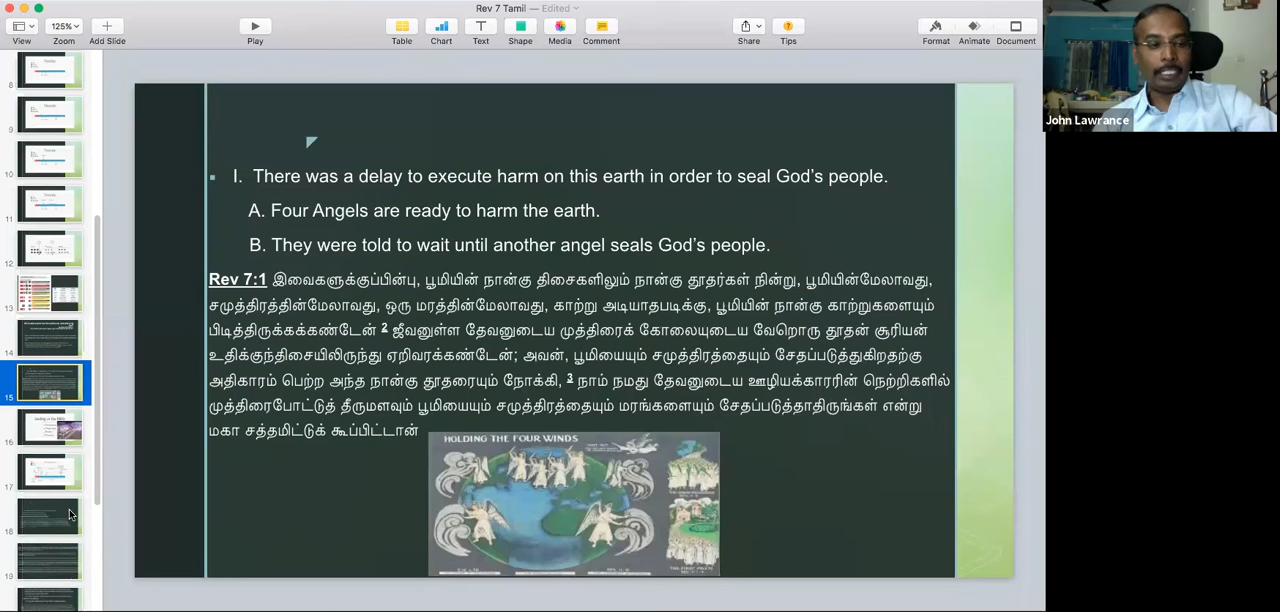 Rev 7 Tamil — Edited
125%
View
Zoom
Add Slide
Play
Table
Chart
Text
Shape
Media
Comment
Share
Tips
Format
Animate
Document
John Lawrance
8
9
10
11
12
13
14
15
16
17
18
19
I. There was a delay to execute harm on this earth in order to seal God's people.
A. Four Angels are ready to harm the earth.
B. They were told to wait until another angel seals God's people.
Rev 7:1 இவைகளுக்குப்பின்பு, பூமியின் நான்கு திசைகளிலும் நான்கு தூதர்கள் நின்று, பூமியின்மேலாவது,
சமுத்திரத்தின்மேலாவது, ஒரு மரத்தின்மேலாவது, காற்று அடியாதபடிக்கு, பூமியின் நான்கு காற்றுகளையும்
பிடித்திருக்கக்கண்டேன் 2 ஜீவனுள்ள தேவனுடைய முத்திரைக் கோலையுடைய வேறொரு தூதன் சூரியன்
உதிக்குந்திசையிலிருந்து ஏறிவரக்கண்டேன்; அவன், பூமியையும் சமுத்திரத்தையும் சேதப்படுத்துகிறதற்கு
அதிகாரம் பெற்ற அந்த நான்கு தூதரையும் நோக்கி, 3 நாம் நமது தேவனுடைய ஊழியக்காரரின் நெற்றிகளில்
முத்திரைபோட்டுத் தீருமளவும் பூமியையும் சமுத்திரத்தையும் மரங்களையும் சேதப்படுத்தாதிருங்கள் என்று
மகா சத்தமிட்டுக் கூப்பிட்டான்
HOLDING THE FOUR WINDS